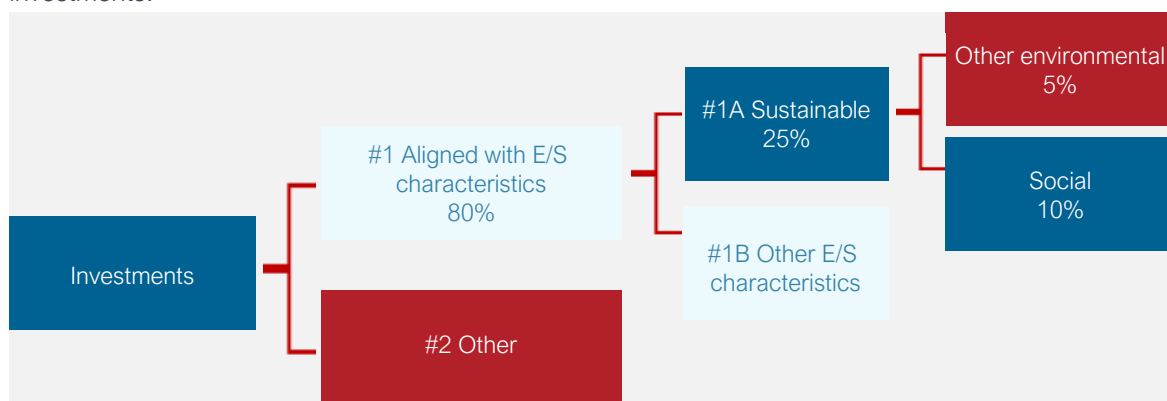 Investments
#1 Aligned with E/S
characteristics
80%
#2 Other
#1A Sustainable
25%
#1B Other E/S
characteristics
Other environmental
5%
Social
10%